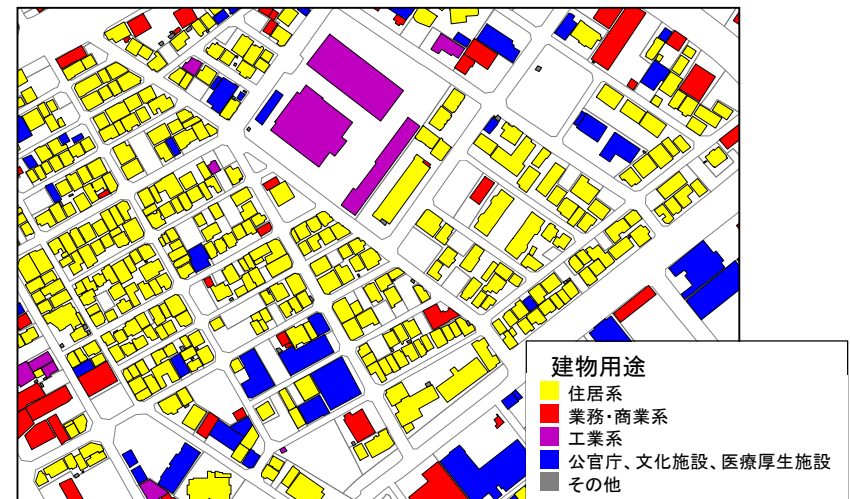 建物用途
住居系
業務・商業系
工業系
公官庁、文化施設、医療厚生施設
その他